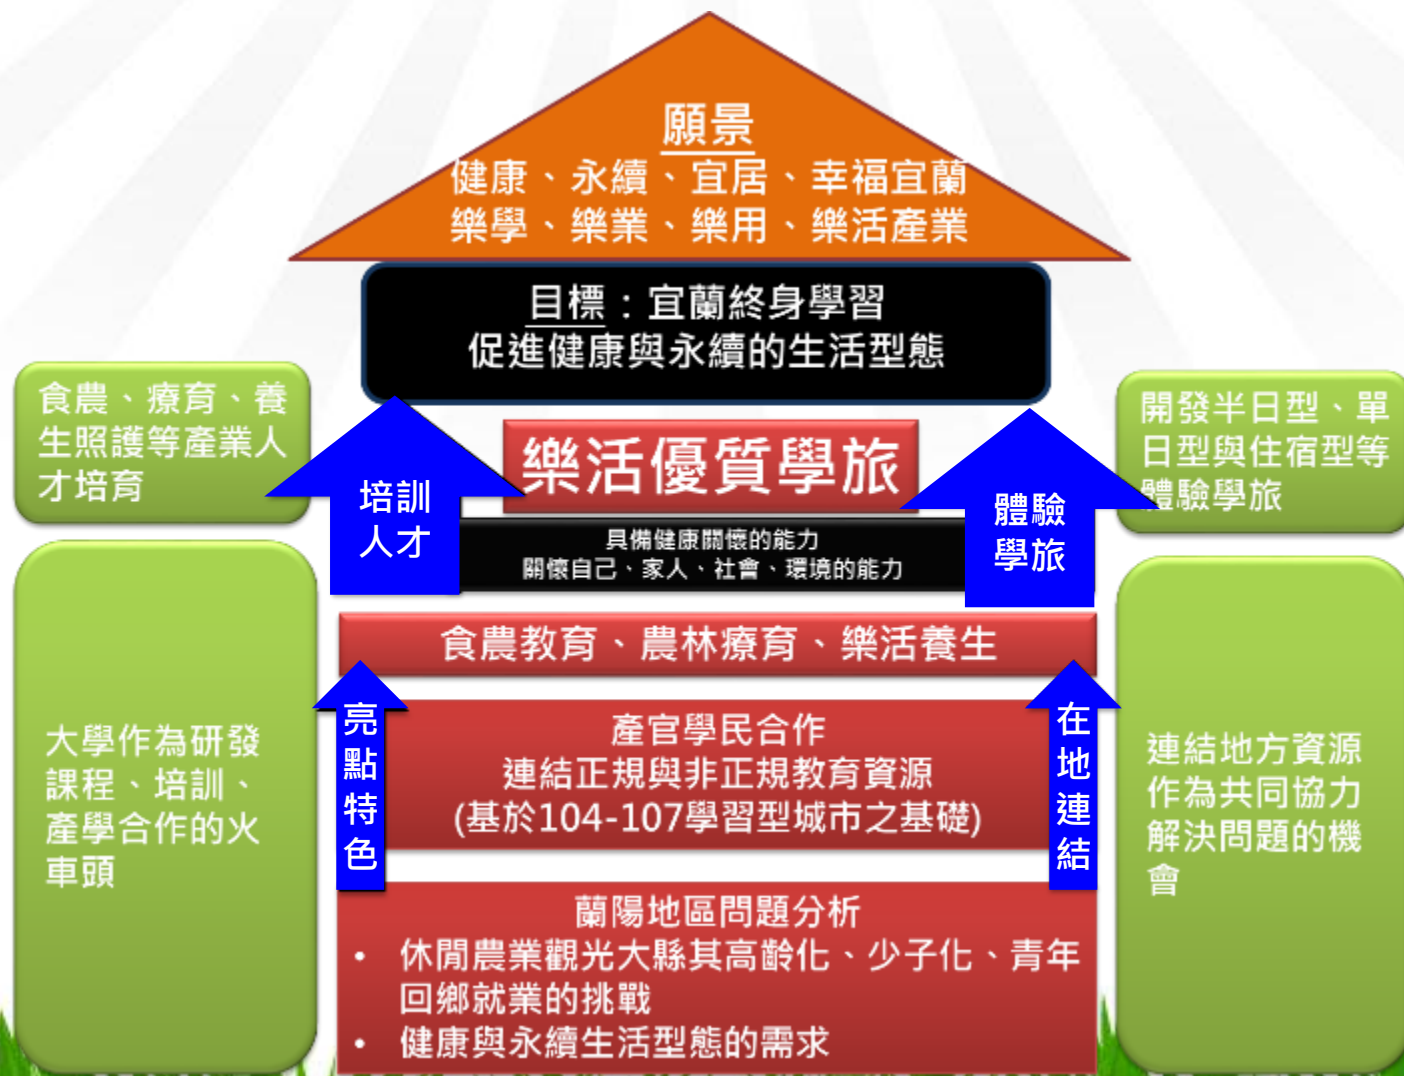 願景
健康、永續、宜居、幸福宜蘭
樂學、樂業、樂用、樂活產業
目標：宜蘭終身學習
促進健康與永續的生活型態
食農、療育、養
生照護等產業人
才培育
培訓
人才
樂活優質學旅
體驗
學旅
開發半日型、單
日型與住宿型等
體驗學旅
具備健康關懷的能力
關懷自己、家人、社會、環境的能力
食農教育、農林療育、樂活養生
大學作為研發
課程、培訓、
產學合作的火
車頭
亮
點
特
色
產官學民合作
連結正規與非正規教育資源
(基於104-107學習型城市之基礎)
在
地
連
結
連結地方資源
作為共同協力
解決問題的機
會
蘭陽地區問題分析
• 休閒農業觀光大縣其高齡化、少子化、青年
回鄉就業的挑戰
• 健康與永續生活型態的需求